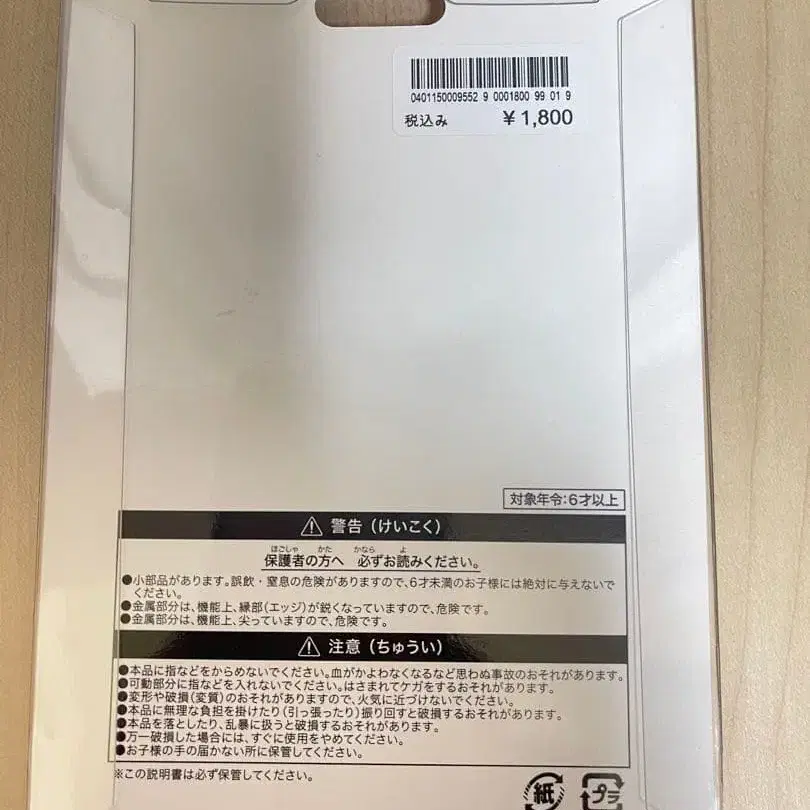 0401150009552 9 0001800 99 01 9
税込み ¥1,800
対象年令:6才以上
警告(けいこく)
ほごしゃ かた かなら よ
保護者の方へ 必ずお読みください。
●小部品があります。誤飲・窒息の危険がありますので、6才未満のお子様には絶対に与えないで
ください。
●金属部分は、機能上、縁部(エッジ)が鋭くなっていますので、危険です。
●金属部分は、機能上、尖っていますので、危険です。
注意(ちゅうい)
●本品に指などをからめないでください。血がかよわなくなるなど思わぬ事故のおそれがあります。
●可動部分に指などを入れないでください。はさまれてケガをするおそれがあります。
●変形や破損(変質)のおそれがありますので、火気に近づけないでください。
●本品に無理な負担を掛けたり(引っ張ったり)振り回すと破損するおそれがあります。
●本品を落としたり、乱暴に扱うと破損するおそれがあります。
●万一破損した場合には、すぐに使用をやめてください。
●お子様の手の届かない所に保管してください。
※この説明書は必ず保管してください。
紙 プラ